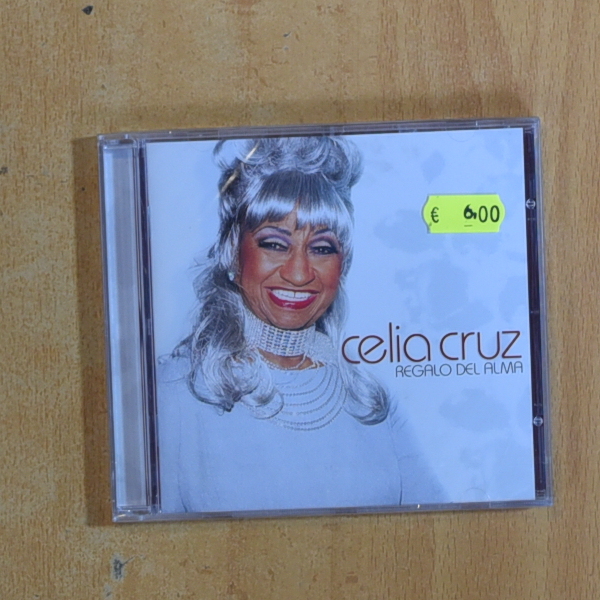 € 6,00
celia cruz
REGALO DEL ALMA